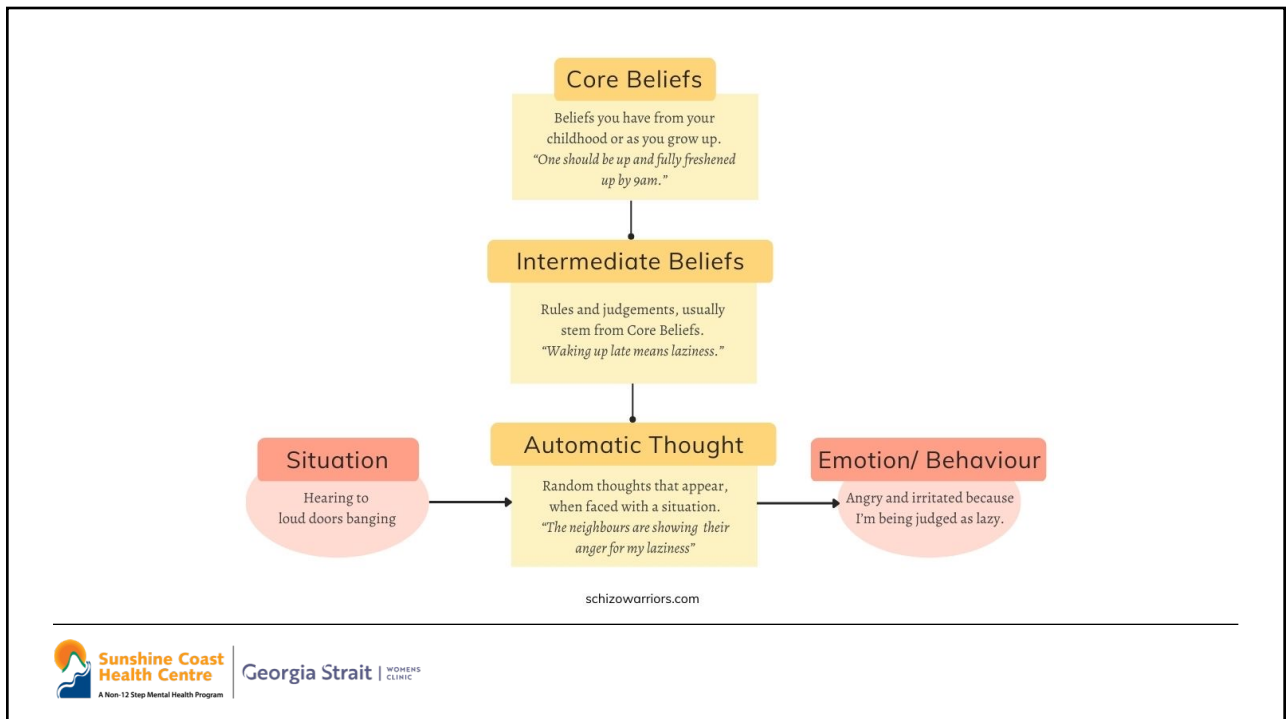 Core Beliefs
Beliefs you have from your
childhood or as you grow up.
“One should be up and fully freshened
up by 9am.”
Intermediate Beliefs
Rules and judgements, usually
stem from Core Beliefs.
“Waking up late means laziness.”
Situation
Hearing to
loud doors banging
Automatic Thought
Random thoughts that appear,
when faced with a situation.
“The neighbours are showing their
anger for my laziness”
Emotion/ Behaviour
Angry and irritated because
I’m being judged as lazy.
schizowarriors.com
Sunshine Coast
Health Centre
A Non-12 Step Mental Health Program
Georgia Strait | WOMENS
CLINIC